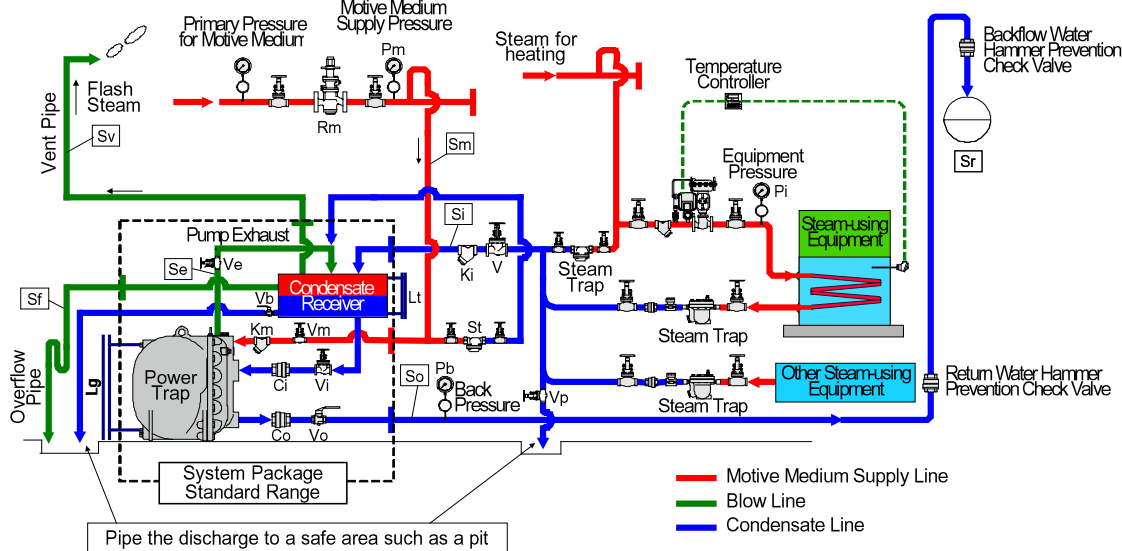 Primary Pressure
for Motive Medium
Motive Medium
Supply Pressure
Pm
Rm
Steam for
heating
Temperature
Controller
Backflow Water
Hammer Prevention
Check Valve
Sr
Flash
Steam
Vent Pipe
Sv
Sm
Equipment
Pressure
Pi
Steam-using
Equipment
Pump Exhaust
Si
Ki
V
Steam
Trap
Se
Ve
Sf
Condensate
Receiver
Lt
Vb
Km
Vm
St
Steam Trap
Overflow
Pipe
Lg
Power
Trap
Ci
Vi
So
Pb
Back
Pressure
Vp
Steam Trap
Other Steam-using
Equipment
Return Water Hammer
Prevention Check Valve
Co
Vo
System Package
Standard Range
Motive Medium Supply Line
Blow Line
Condensate Line
Pipe the discharge to a safe area such as a pit